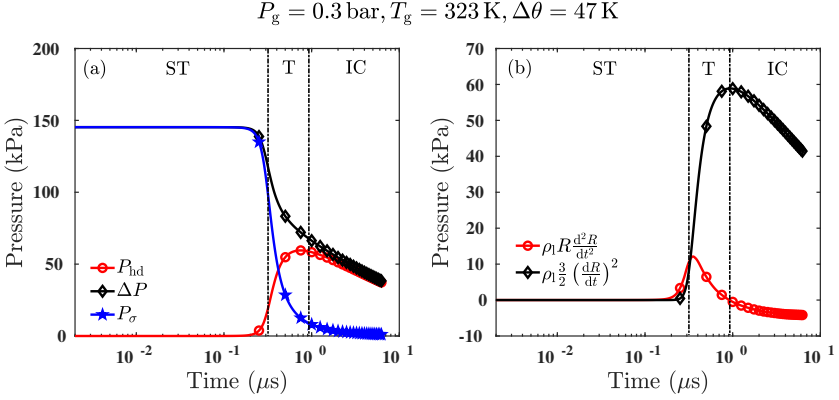 P_g = 0.3 bar, T_g = 323 K, Δθ = 47 K
(a) ST T IC
Pressure (kPa)
200
150
100
50
0
P_hd
ΔP
P_σ
10^-2 10^-1 10^0 10^1
Time (μs)
(b) ST T IC
Pressure (kPa)
70
60
50
40
30
20
10
0
-10
ρ_l R d²R/dt²
ρ_l 3/2 (dR/dt)²
10^-2 10^-1 10^0 10^1
Time (μs)